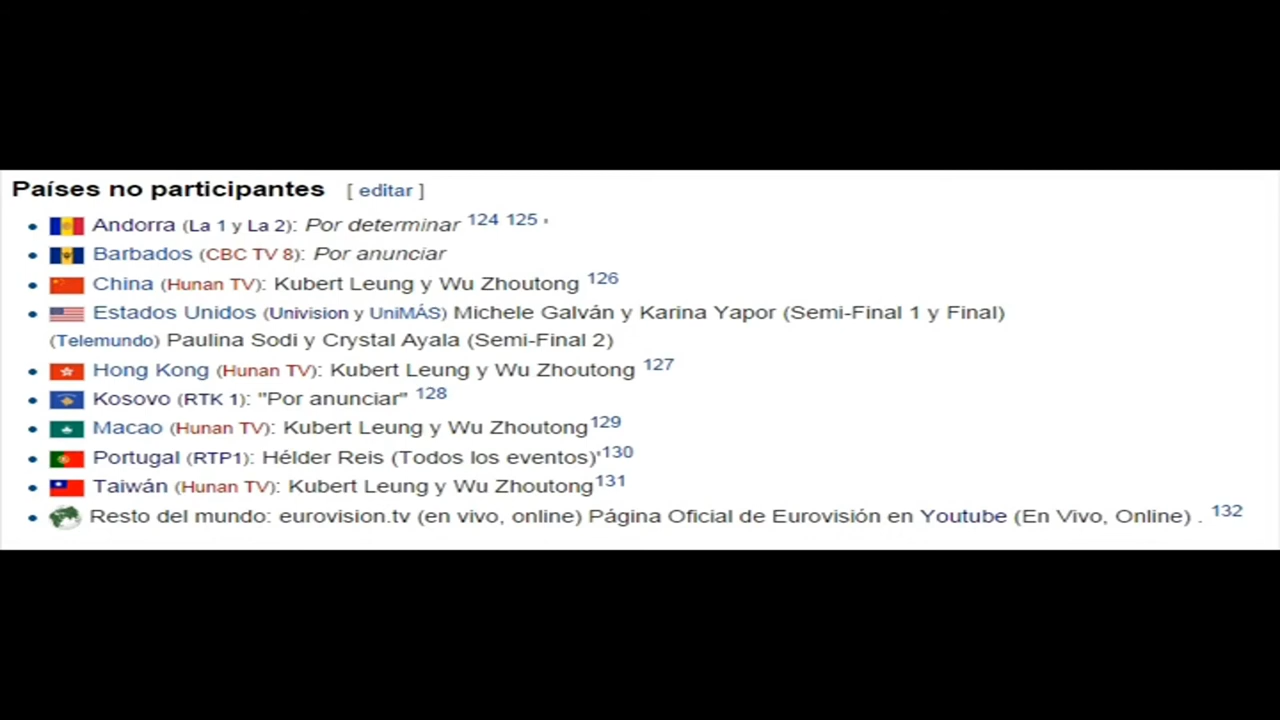 Países no participantes [ editar ]
Andorra (La 1 y La 2): Por determinar 124 125 '
Barbados (CBC TV 8): Por anunciar
China (Hunan TV): Kubert Leung y Wu Zhoutong 126
Estados Unidos (Univision y UniMÁS) Michele Galván y Karina Yapor (Semi-Final 1 y Final)
(Telemundo) Paulina Sodi y Crystal Ayala (Semi-Final 2)
Hong Kong (Hunan TV): Kubert Leung y Wu Zhoutong 127
Kosovo (RTK 1): "Por anunciar" 128
Macao (Hunan TV): Kubert Leung y Wu Zhoutong129
Portugal (RTP1): Hélder Reis (Todos los eventos)'130
Taiwán (Hunan TV): Kubert Leung y Wu Zhoutong131
Resto del mundo: eurovision.tv (en vivo, online) Página Oficial de Eurovisión en Youtube (En Vivo, Online) . 132